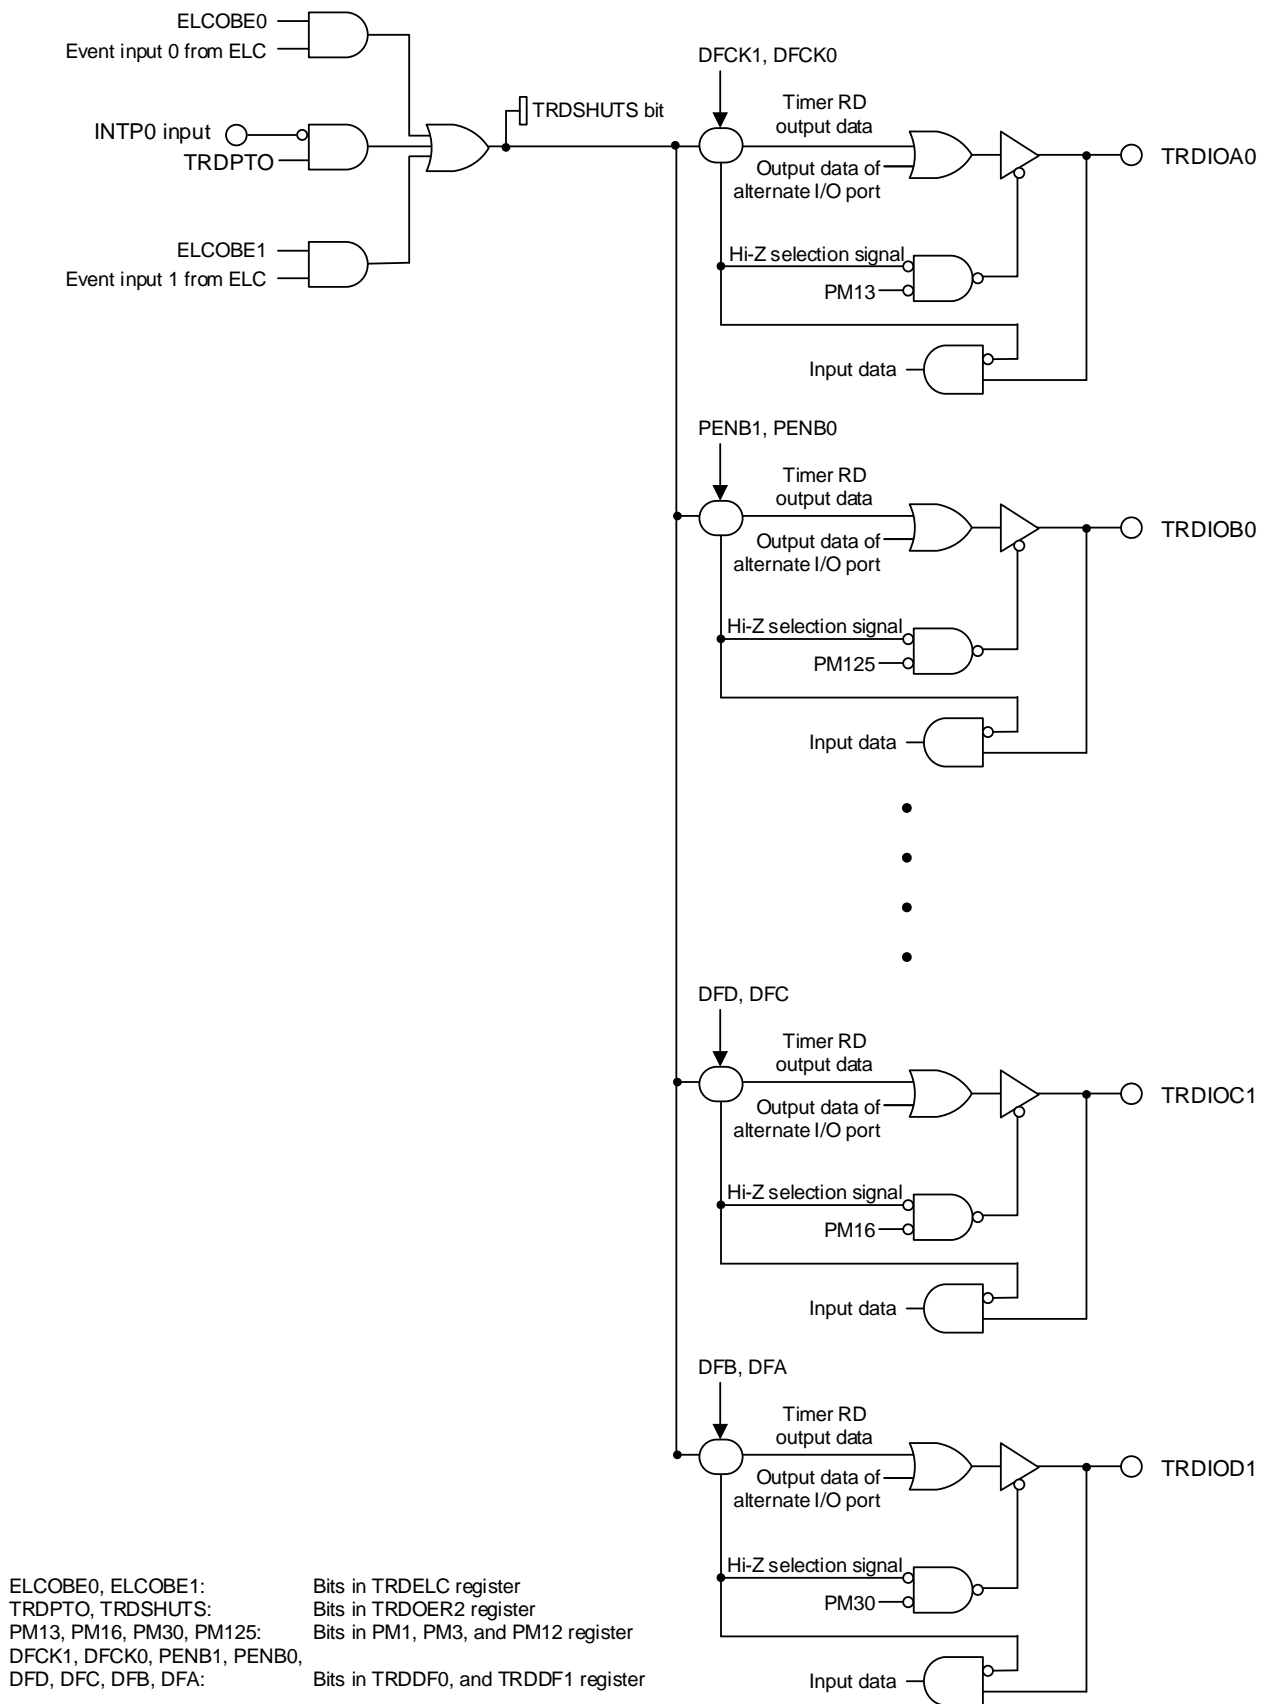 ELCOBE0
Event input 0 from ELC
INTP0 input
TRDPTO
ELCOBE1
Event input 1 from ELC
TRDSHUTS bit
DFCK1, DFCK0
Timer RD
output data
Output data of
alternate I/O port
TRDIOA0
Hi-Z selection signal
PM13
Input data
PENB1, PENB0
Timer RD
output data
Output data of
alternate I/O port
TRDIOB0
Hi-Z selection signal
PM125
Input data
DFD, DFC
Timer RD
output data
Output data of
alternate I/O port
TRDIOC1
Hi-Z selection signal
PM16
Input data
DFB, DFA
Timer RD
output data
Output data of
alternate I/O port
TRDIOD1
Hi-Z selection signal
PM30
Input data
ELCOBE0, ELCOBE1: Bits in TRDELC register
TRDPTO, TRDSHUTS: Bits in TRDOER2 register
PM13, PM16, PM30, PM125: Bits in PM1, PM3, and PM12 register
DFCK1, DFCK0, PENB1, PENB0,
DFD, DFC, DFB, DFA: Bits in TRDDF0, and TRDDF1 register